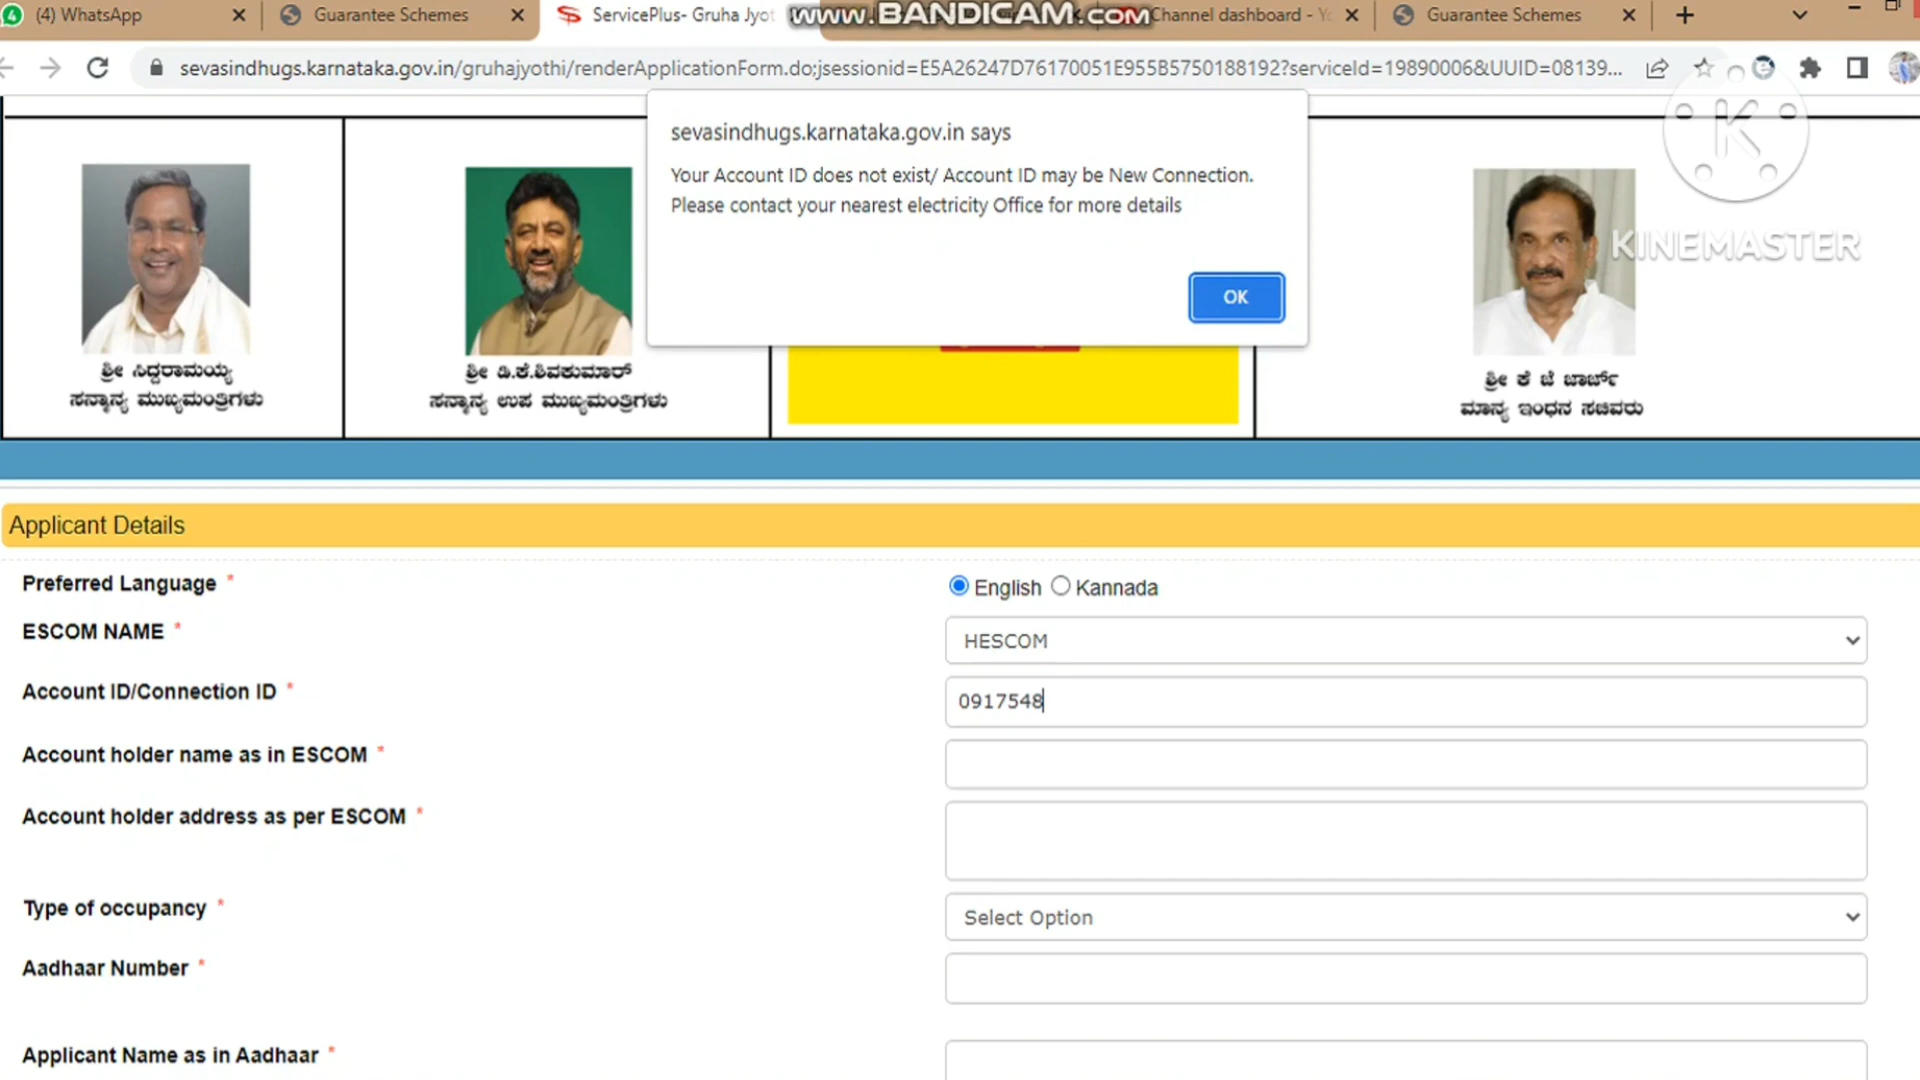 (4) WhatsApp
Guarantee Schemes
ServicePlus- Gruha Jyot
www.BANDICAM.com
Channel dashboard - Y
Guarantee Schemes
sevasindhugs.karnataka.gov.in/gruhajyothi/renderApplicationForm.do;jsessionid=E5A26247D76170051E955B5750188192?serviceId=19890006&UUID=08139...
sevasindhugs.karnataka.gov.in says
Your Account ID does not exist/ Account ID may be New Connection.
Please contact your nearest electricity Office for more details
OK
KINEMASTER
ಶ್ರೀ ಸಿದ್ದರಾಮಯ್ಯ
ಸನ್ಮಾನ್ಯ ಮುಖ್ಯಮಂತ್ರಿಗಳು
ಶ್ರೀ ಡಿ.ಕೆ.ಶಿವಕುಮಾರ್
ಸನ್ಮಾನ್ಯ ಉಪ ಮುಖ್ಯಮಂತ್ರಿಗಳು
ಶ್ರೀ ಕೆ ಜೆ ಜಾರ್ಜ್
ಮಾನ್ಯ ಇಂಧನ ಸಚಿವರು
Applicant Details
Preferred Language *
English Kannada
ESCOM NAME *
HESCOM
Account ID/Connection ID *
0917548
Account holder name as in ESCOM *
Account holder address as per ESCOM *
Type of occupancy *
Select Option
Aadhaar Number *
Applicant Name as in Aadhaar *